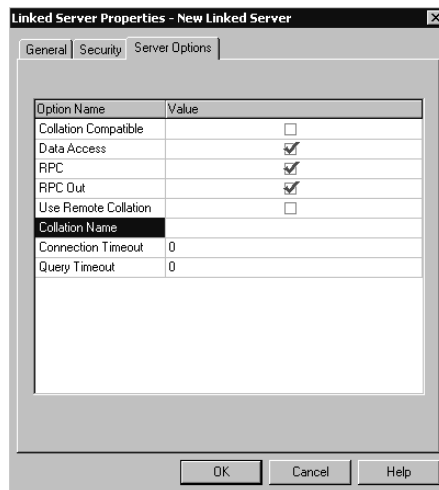 Linked Server Properties - New Linked Server
General Security Server Options
Option Name Value
Collation Compatible
Data Access
RPC
RPC Out
Use Remote Collation
Collation Name
Connection Timeout 0
Query Timeout 0
OK Cancel Help